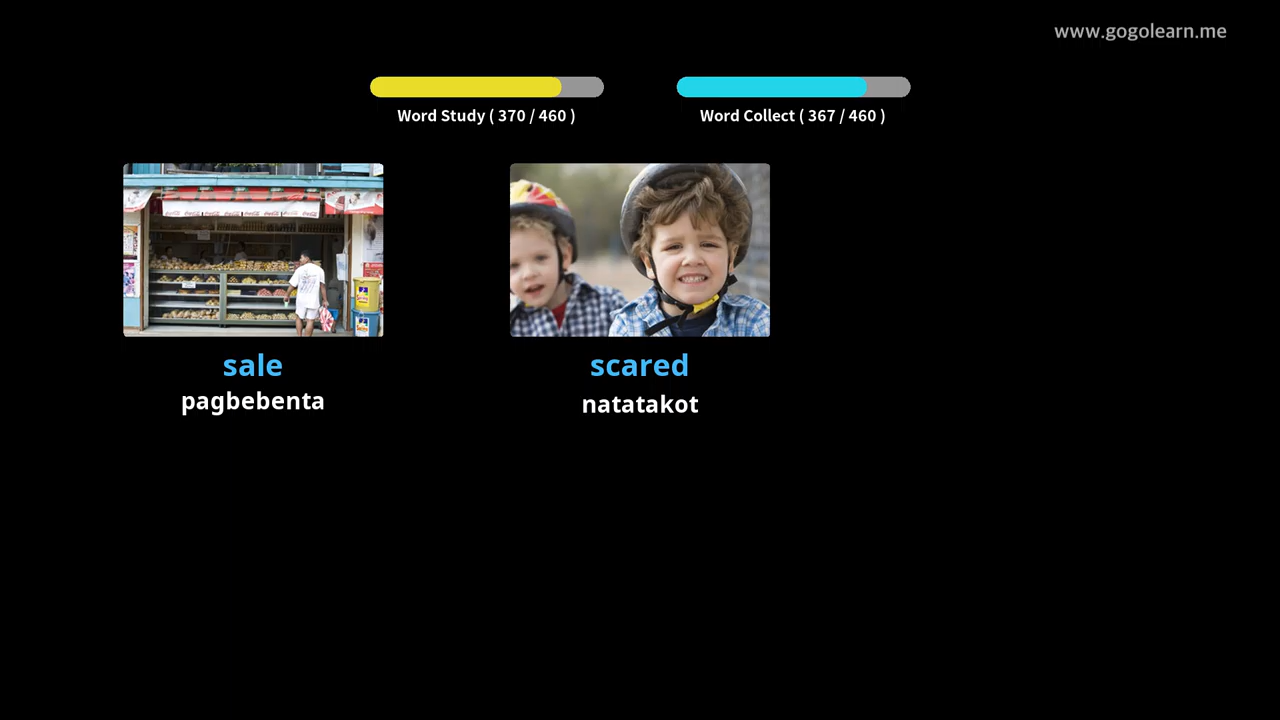 www.gogolearn.me
Word Study ( 370 / 460 )
Word Collect ( 367 / 460 )
sale
pagbebenta
scared
natatakot